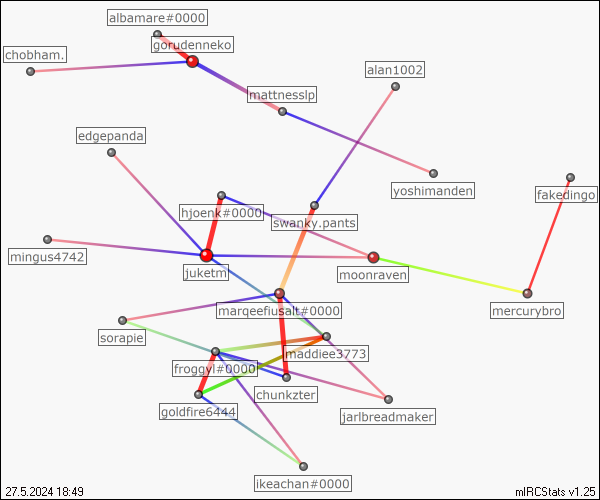 albamare#0000
gorudenneko
chobham.
alan1002
mattnesslp
edgepanda
yoshimanden
fakedingo
hjoenk#0000
swanky.pants
mingus4742
juketm
moonraven
marqeefiusalt#0000
mercurybro
sorapie
maddiee3773
froggyl#0000
chunkzter
goldfire6444
jarlbreadmaker
ikeachan#0000
27.5.2024 18:49
mIRCStats v1.25